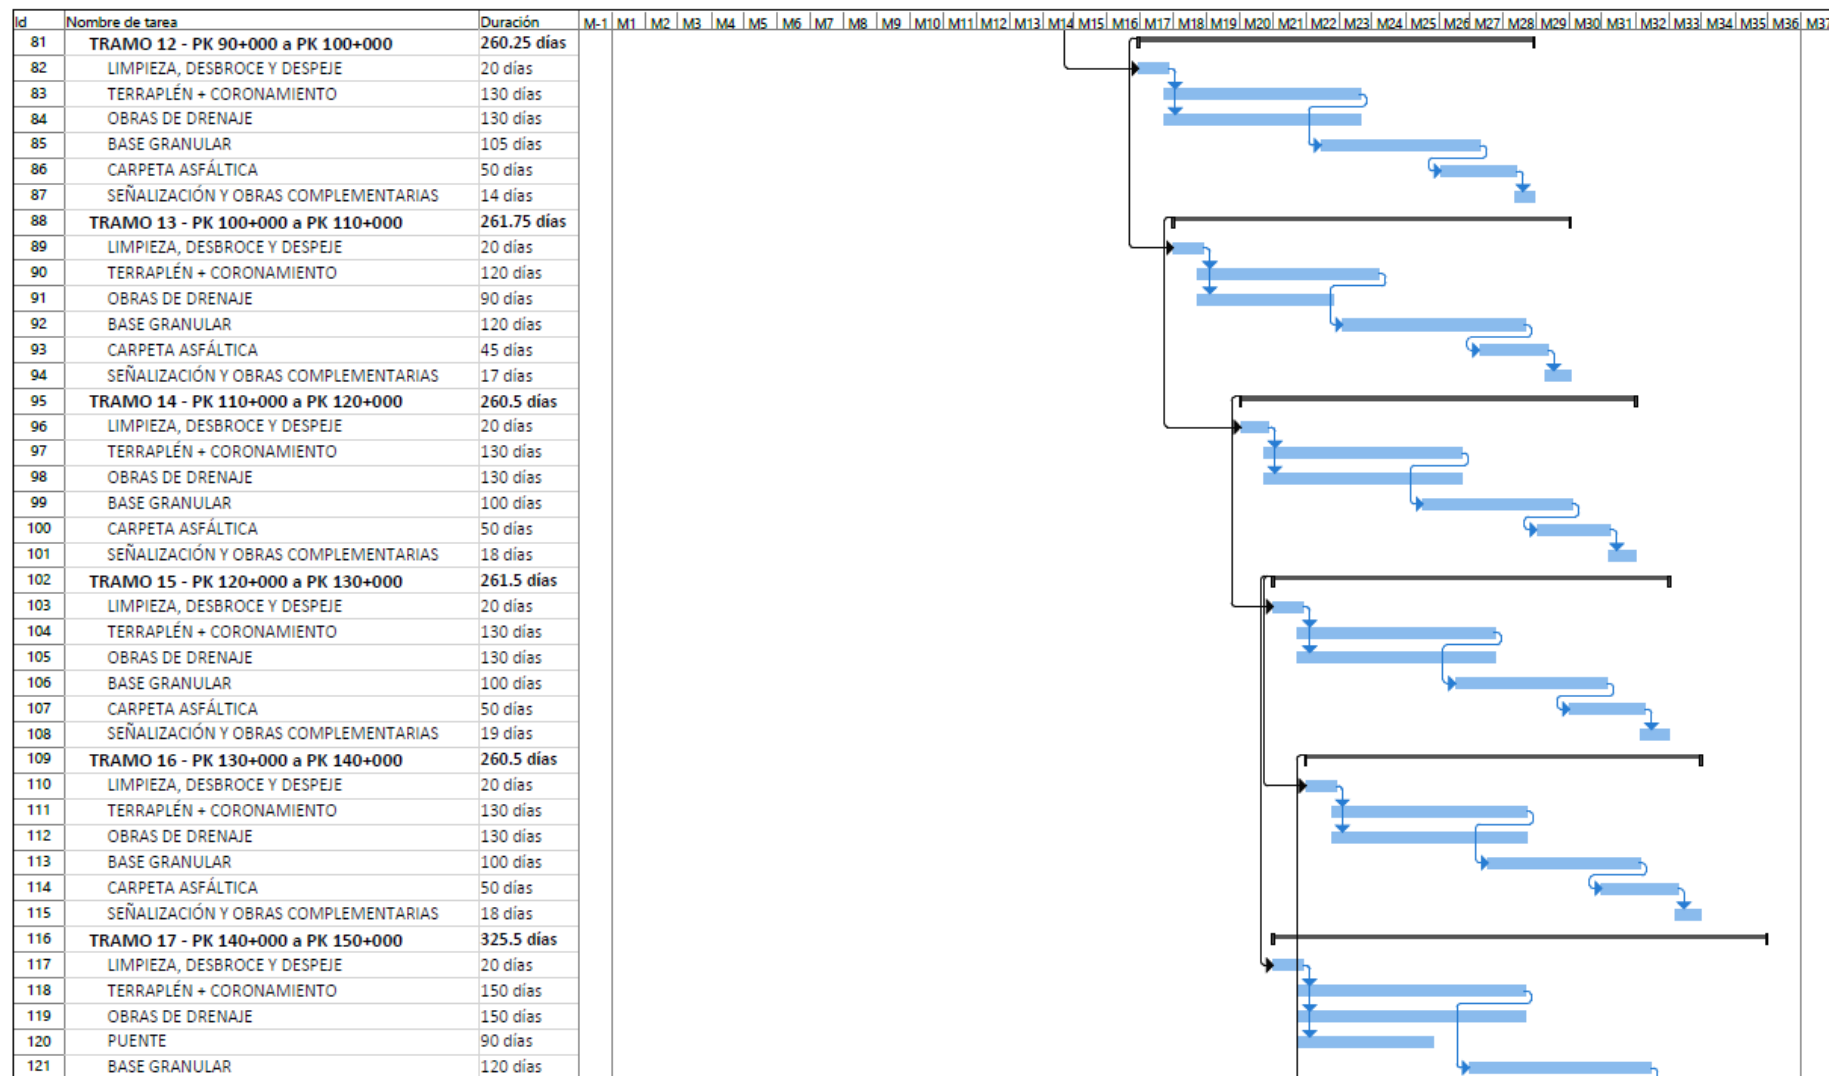 Id Nombre de tarea Duración M-1 M1 M2 M3 M4 M5 M6 M7 M8 M9 M10 M11 M12 M13 M14 M15 M16 M17 M18 M19 M20 M21 M22 M23 M24 M25 M26 M27 M28 M29 M30 M31 M32 M33 M34 M35 M36 M37
81 TRAMO 12 - PK 90+000 a PK 100+000 260.25 días
82 LIMPIEZA, DESBROCE Y DESPEJE 20 días
83 TERRAPLÉN + CORONAMIENTO 130 días
84 OBRAS DE DRENAJE 130 días
85 BASE GRANULAR 105 días
86 CARPETA ASFÁLTICA 50 días
87 SEÑALIZACIÓN Y OBRAS COMPLEMENTARIAS 14 días
88 TRAMO 13 - PK 100+000 a PK 110+000 261.75 días
89 LIMPIEZA, DESBROCE Y DESPEJE 20 días
90 TERRAPLÉN + CORONAMIENTO 120 días
91 OBRAS DE DRENAJE 90 días
92 BASE GRANULAR 120 días
93 CARPETA ASFÁLTICA 45 días
94 SEÑALIZACIÓN Y OBRAS COMPLEMENTARIAS 17 días
95 TRAMO 14 - PK 110+000 a PK 120+000 260.5 días
96 LIMPIEZA, DESBROCE Y DESPEJE 20 días
97 TERRAPLÉN + CORONAMIENTO 130 días
98 OBRAS DE DRENAJE 130 días
99 BASE GRANULAR 100 días
100 CARPETA ASFÁLTICA 50 días
101 SEÑALIZACIÓN Y OBRAS COMPLEMENTARIAS 18 días
102 TRAMO 15 - PK 120+000 a PK 130+000 261.5 días
103 LIMPIEZA, DESBROCE Y DESPEJE 20 días
104 TERRAPLÉN + CORONAMIENTO 130 días
105 OBRAS DE DRENAJE 130 días
106 BASE GRANULAR 100 días
107 CARPETA ASFÁLTICA 50 días
108 SEÑALIZACIÓN Y OBRAS COMPLEMENTARIAS 19 días
109 TRAMO 16 - PK 130+000 a PK 140+000 260.5 días
110 LIMPIEZA, DESBROCE Y DESPEJE 20 días
111 TERRAPLÉN + CORONAMIENTO 130 días
112 OBRAS DE DRENAJE 130 días
113 BASE GRANULAR 100 días
114 CARPETA ASFÁLTICA 50 días
115 SEÑALIZACIÓN Y OBRAS COMPLEMENTARIAS 18 días
116 TRAMO 17 - PK 140+000 a PK 150+000 325.5 días
117 LIMPIEZA, DESBROCE Y DESPEJE 20 días
118 TERRAPLÉN + CORONAMIENTO 150 días
119 OBRAS DE DRENAJE 150 días
120 PUENTE 90 días
121 BASE GRANULAR 120 días